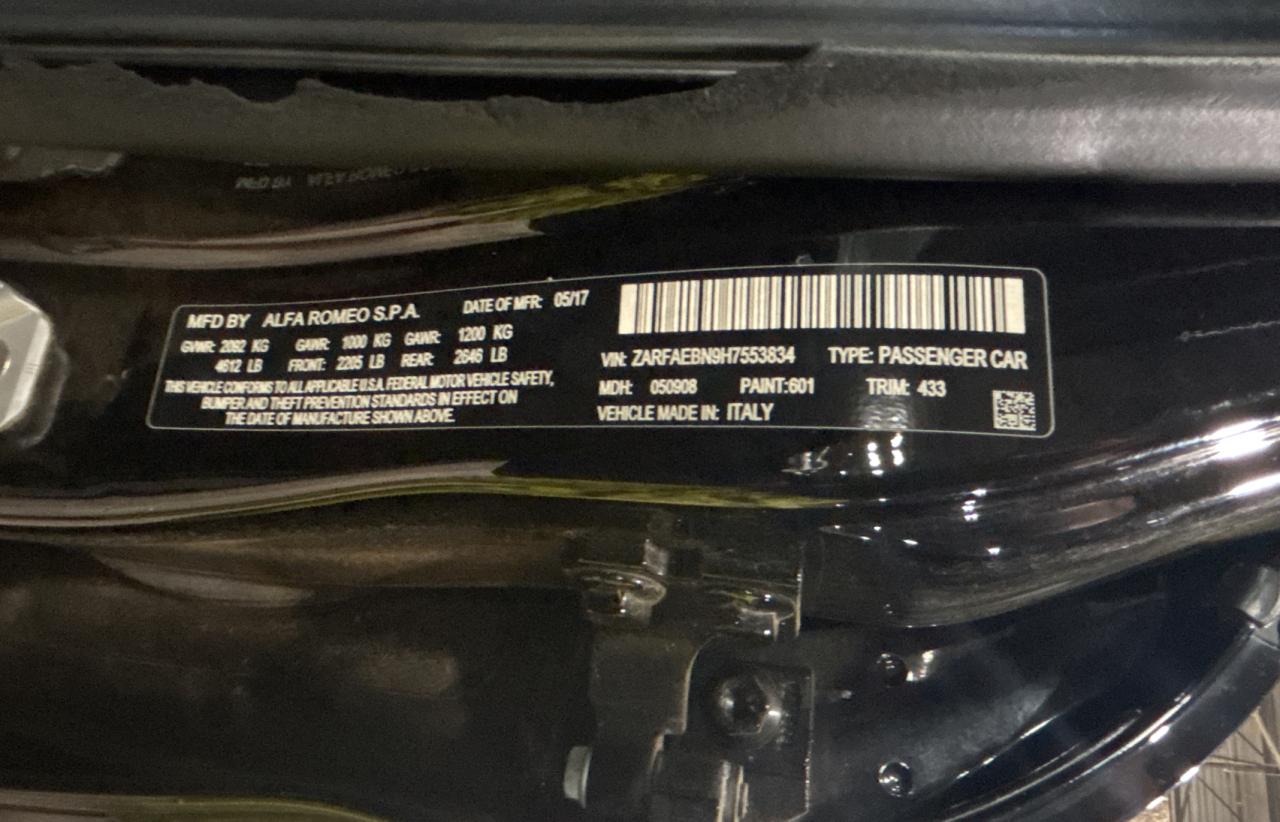 MFD BY ALFA ROMEO S.P.A. DATE OF MFR: 05/17
GVWR: 2092 KG GAWR: 1000 KG GAWR: 1200 KG
4612 LB FRONT: 2205 LB REAR: 2646 LB
THIS VEHICLE CONFORMS TO ALL APPLICABLE U.S.A. FEDERAL MOTOR VEHICLE SAFETY,
BUMPER AND THEFT PREVENTION STANDARDS IN EFFECT ON
THE DATE OF MANUFACTURE SHOWN ABOVE.
VIN: ZARFAEBN9H7553834 TYPE: PASSENGER CAR
MDH: 050908 PAINT:601 TRIM: 433
VEHICLE MADE IN: ITALY